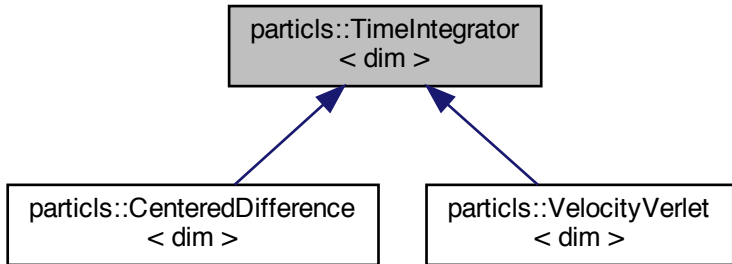 particls::TimeIntegrator
< dim >
particls::CenteredDifference
< dim >
particls::VelocityVerlet
< dim >